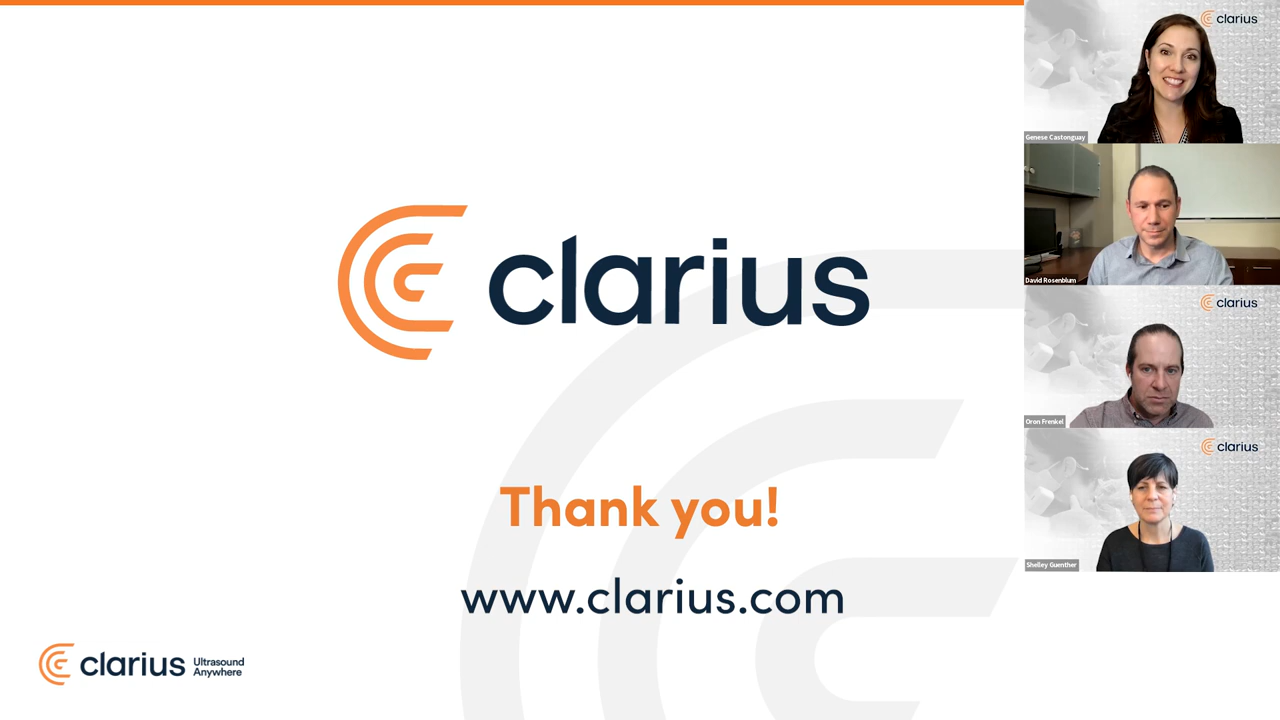 clarius
Thank you!
www.clarius.com
clarius
Ultrasound
Anywhere
clarius
Genese Castonguay
David Rosenblum
clarius
Oron Frenkel
clarius
Shelley Guenther